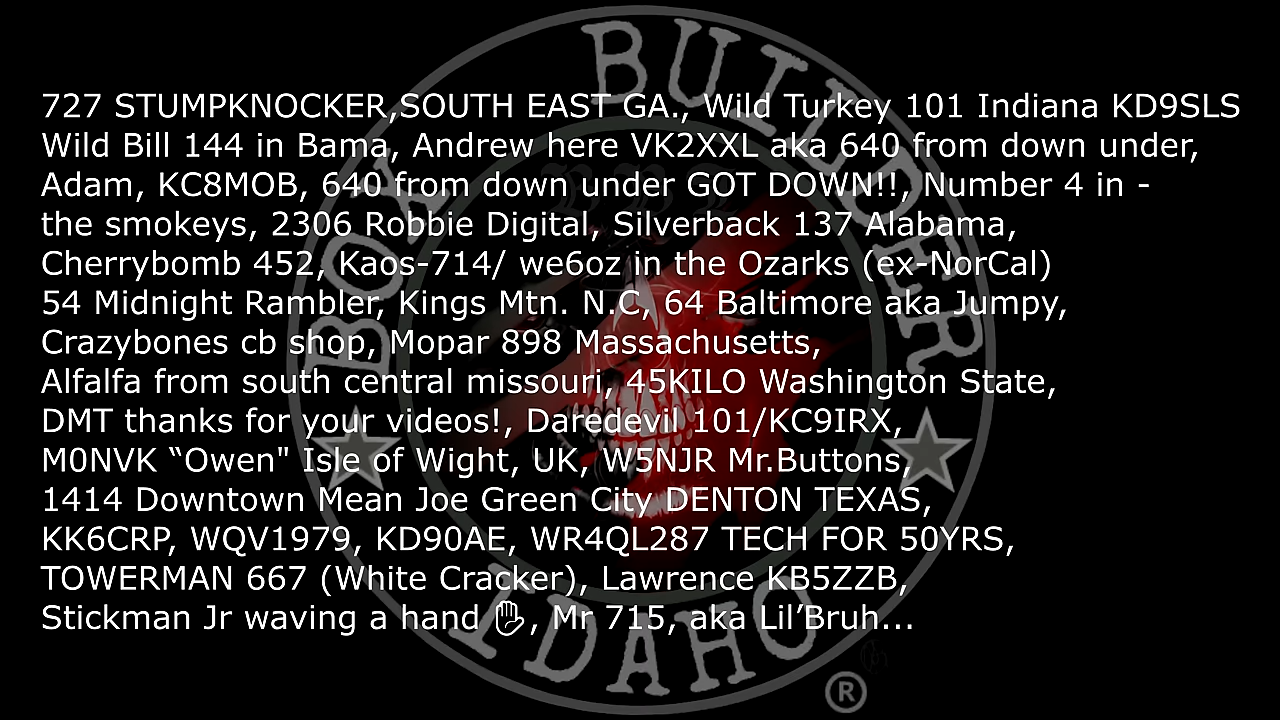 727 STUMPKNOCKER,SOUTH EAST GA., Wild Turkey 101 Indiana KD9SLS
Wild Bill 144 in Bama, Andrew here VK2XXL aka 640 from down under,
Adam, KC8MOB, 640 from down under GOT DOWN!!, Number 4 in -
the smokeys, 2306 Robbie Digital, Silverback 137 Alabama,
Cherrybomb 452, Kaos-714/ we6oz in the Ozarks (ex-NorCal)
54 Midnight Rambler, Kings Mtn. N.C, 64 Baltimore aka Jumpy,
Crazybones cb shop, Mopar 898 Massachusetts,
Alfalfa from south central missouri, 45KILO Washington State,
DMT thanks for your videos!, Daredevil 101/KC9IRX,
M0NVK “Owen" Isle of Wight, UK, W5NJR Mr.Buttons,
1414 Downtown Mean Joe Green City DENTON TEXAS,
KK6CRP, WQV1979, KD90AE, WR4QL287 TECH FOR 50YRS,
TOWERMAN 667 (White Cracker), Lawrence KB5ZZB,
Stickman Jr waving a hand ✋, Mr 715, aka Lil’Bruh...
BOX BUILDER
IDAHO
®